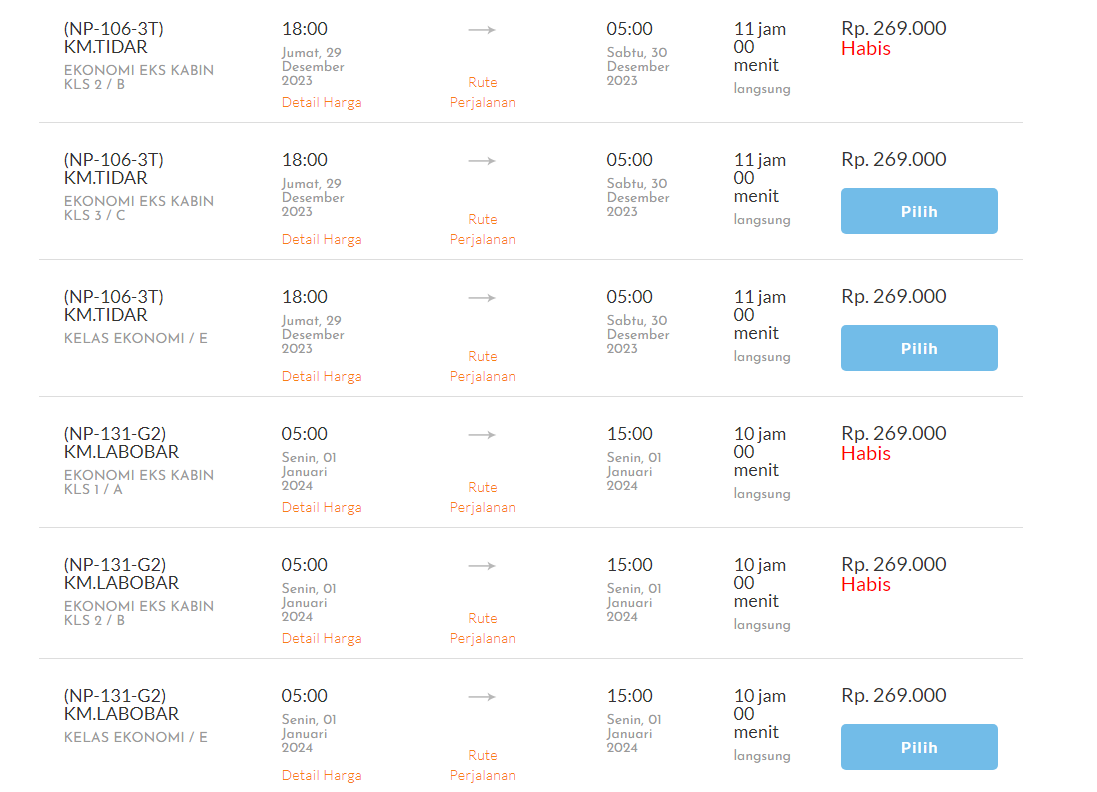 (NP-106-3T)
KM.TIDAR
EKONOMI EKS KABIN
KLS 2 / B
18:00
Jumat, 29
Desember
2023
Detail Harga
Rute
Perjalanan
05:00
Sabtu, 30
Desember
2023
11 jam
00
menit
langsung
Rp. 269.000
Habis
(NP-106-3T)
KM.TIDAR
EKONOMI EKS KABIN
KLS 3 / C
18:00
Jumat, 29
Desember
2023
Detail Harga
Rute
Perjalanan
05:00
Sabtu, 30
Desember
2023
11 jam
00
menit
langsung
Rp. 269.000
Pilih
(NP-106-3T)
KM.TIDAR
KELAS EKONOMI / E
18:00
Jumat, 29
Desember
2023
Detail Harga
Rute
Perjalanan
05:00
Sabtu, 30
Desember
2023
11 jam
00
menit
langsung
Rp. 269.000
Pilih
(NP-131-G2)
KM.LABOBAR
EKONOMI EKS KABIN
KLS 1 / A
05:00
Senin, 01
Januari
2024
Detail Harga
Rute
Perjalanan
15:00
Senin, 01
Januari
2024
10 jam
00
menit
langsung
Rp. 269.000
Habis
(NP-131-G2)
KM.LABOBAR
EKONOMI EKS KABIN
KLS 2 / B
05:00
Senin, 01
Januari
2024
Detail Harga
Rute
Perjalanan
15:00
Senin, 01
Januari
2024
10 jam
00
menit
langsung
Rp. 269.000
Habis
(NP-131-G2)
KM.LABOBAR
KELAS EKONOMI / E
05:00
Senin, 01
Januari
2024
Detail Harga
Rute
Perjalanan
15:00
Senin, 01
Januari
2024
10 jam
00
menit
langsung
Rp. 269.000
Pilih